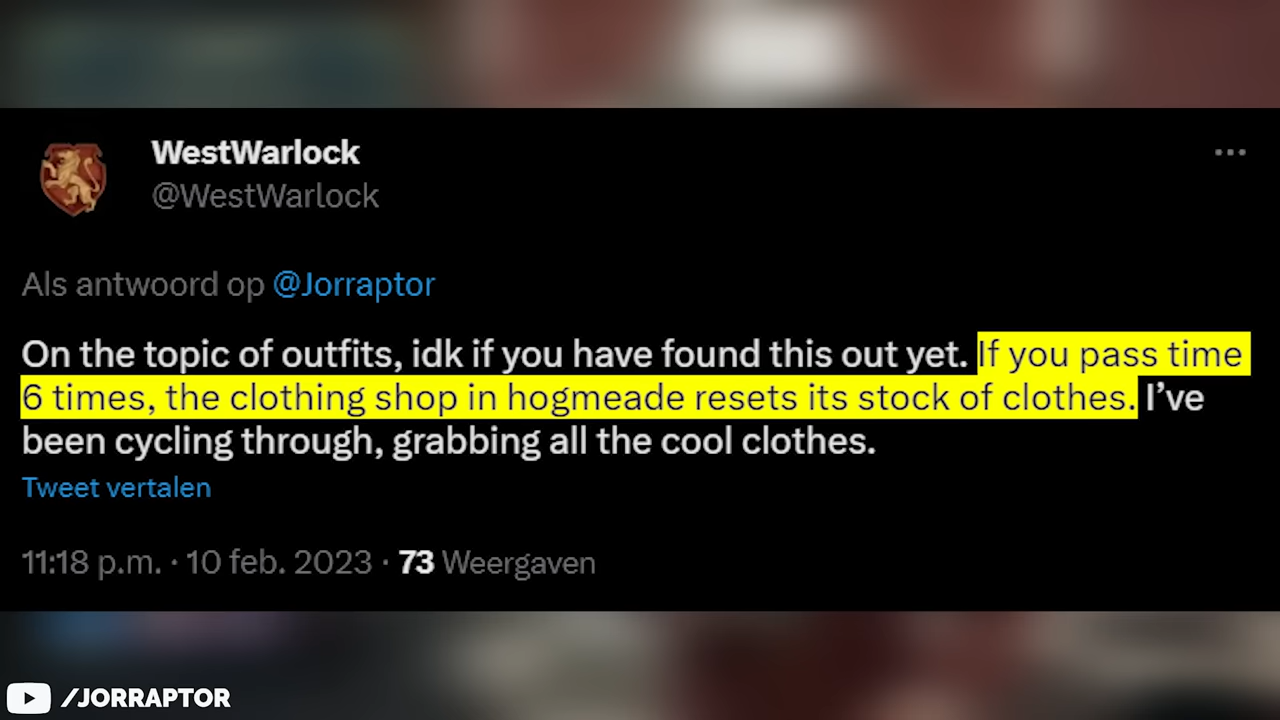 WestWarlock
@WestWarlock
Als antwoord op @Jorraptor
On the topic of outfits, idk if you have found this out yet. If you pass time
6 times, the clothing shop in hogmeade resets its stock of clothes. I’ve
been cycling through, grabbing all the cool clothes.
Tweet vertalen
11:18 p.m. · 10 feb. 2023 · 73 Weergaven
/JORRAPTOR